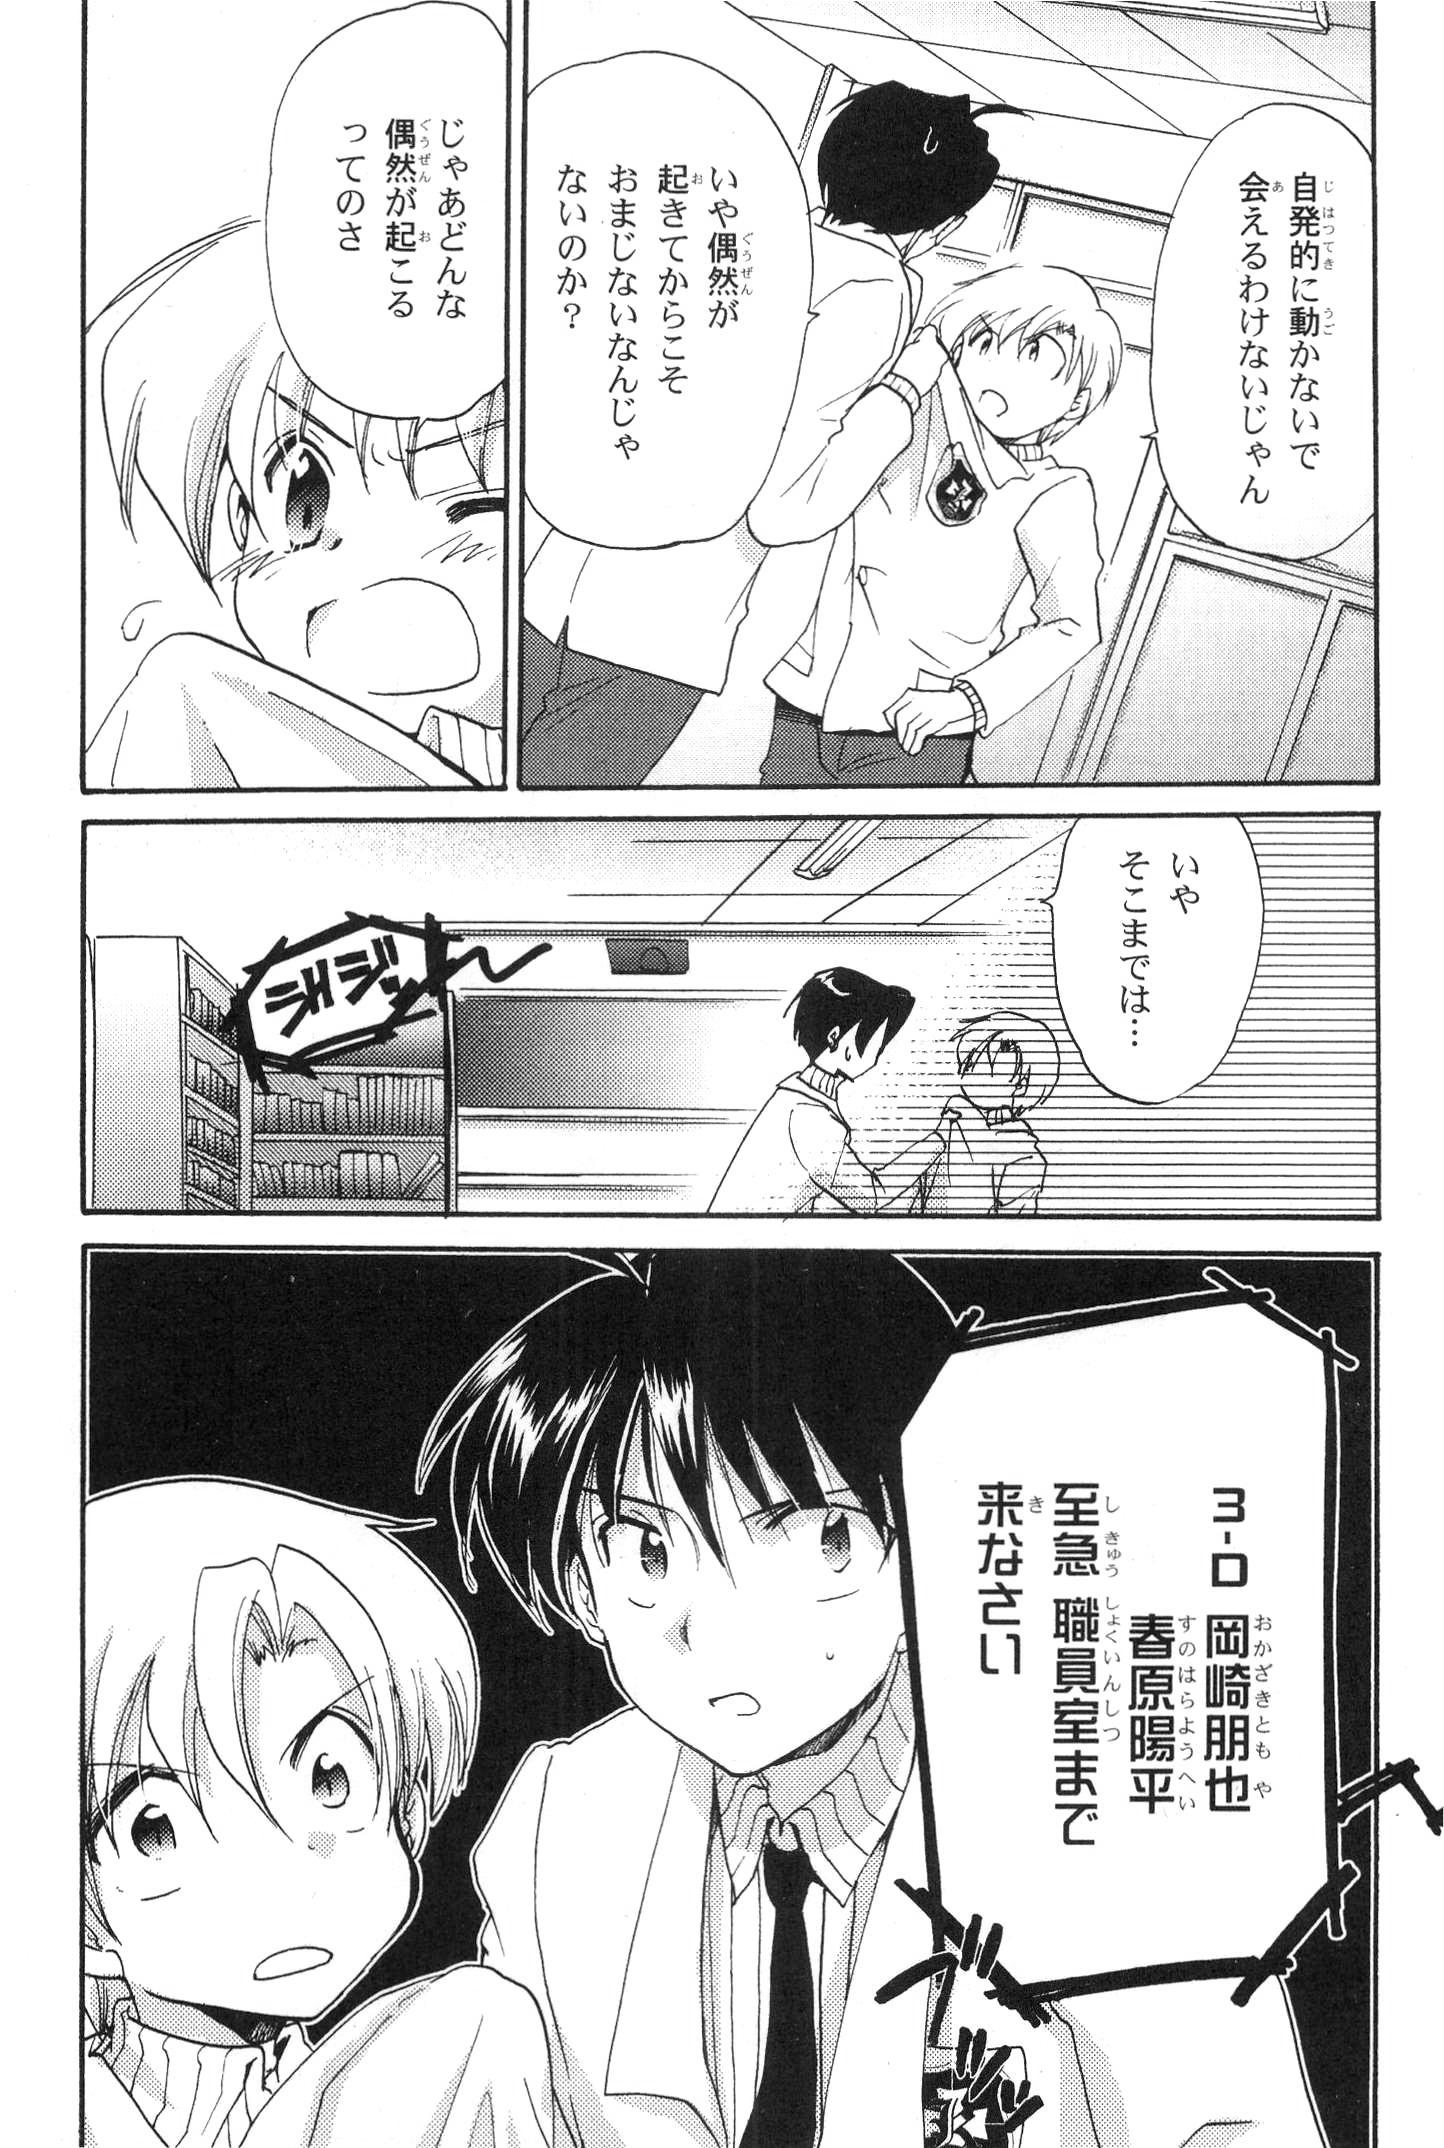 自発的に動かないで
会えるわけないじゃん
いや偶然が
起きてからこそ
おまじないなんじゃ
ないのか？
じゃあどんな
偶然が起こる
ってのさ
いや
そこまでは…
3-D 岡崎朋也
春原陽平
至急 職員室まで
来なさい